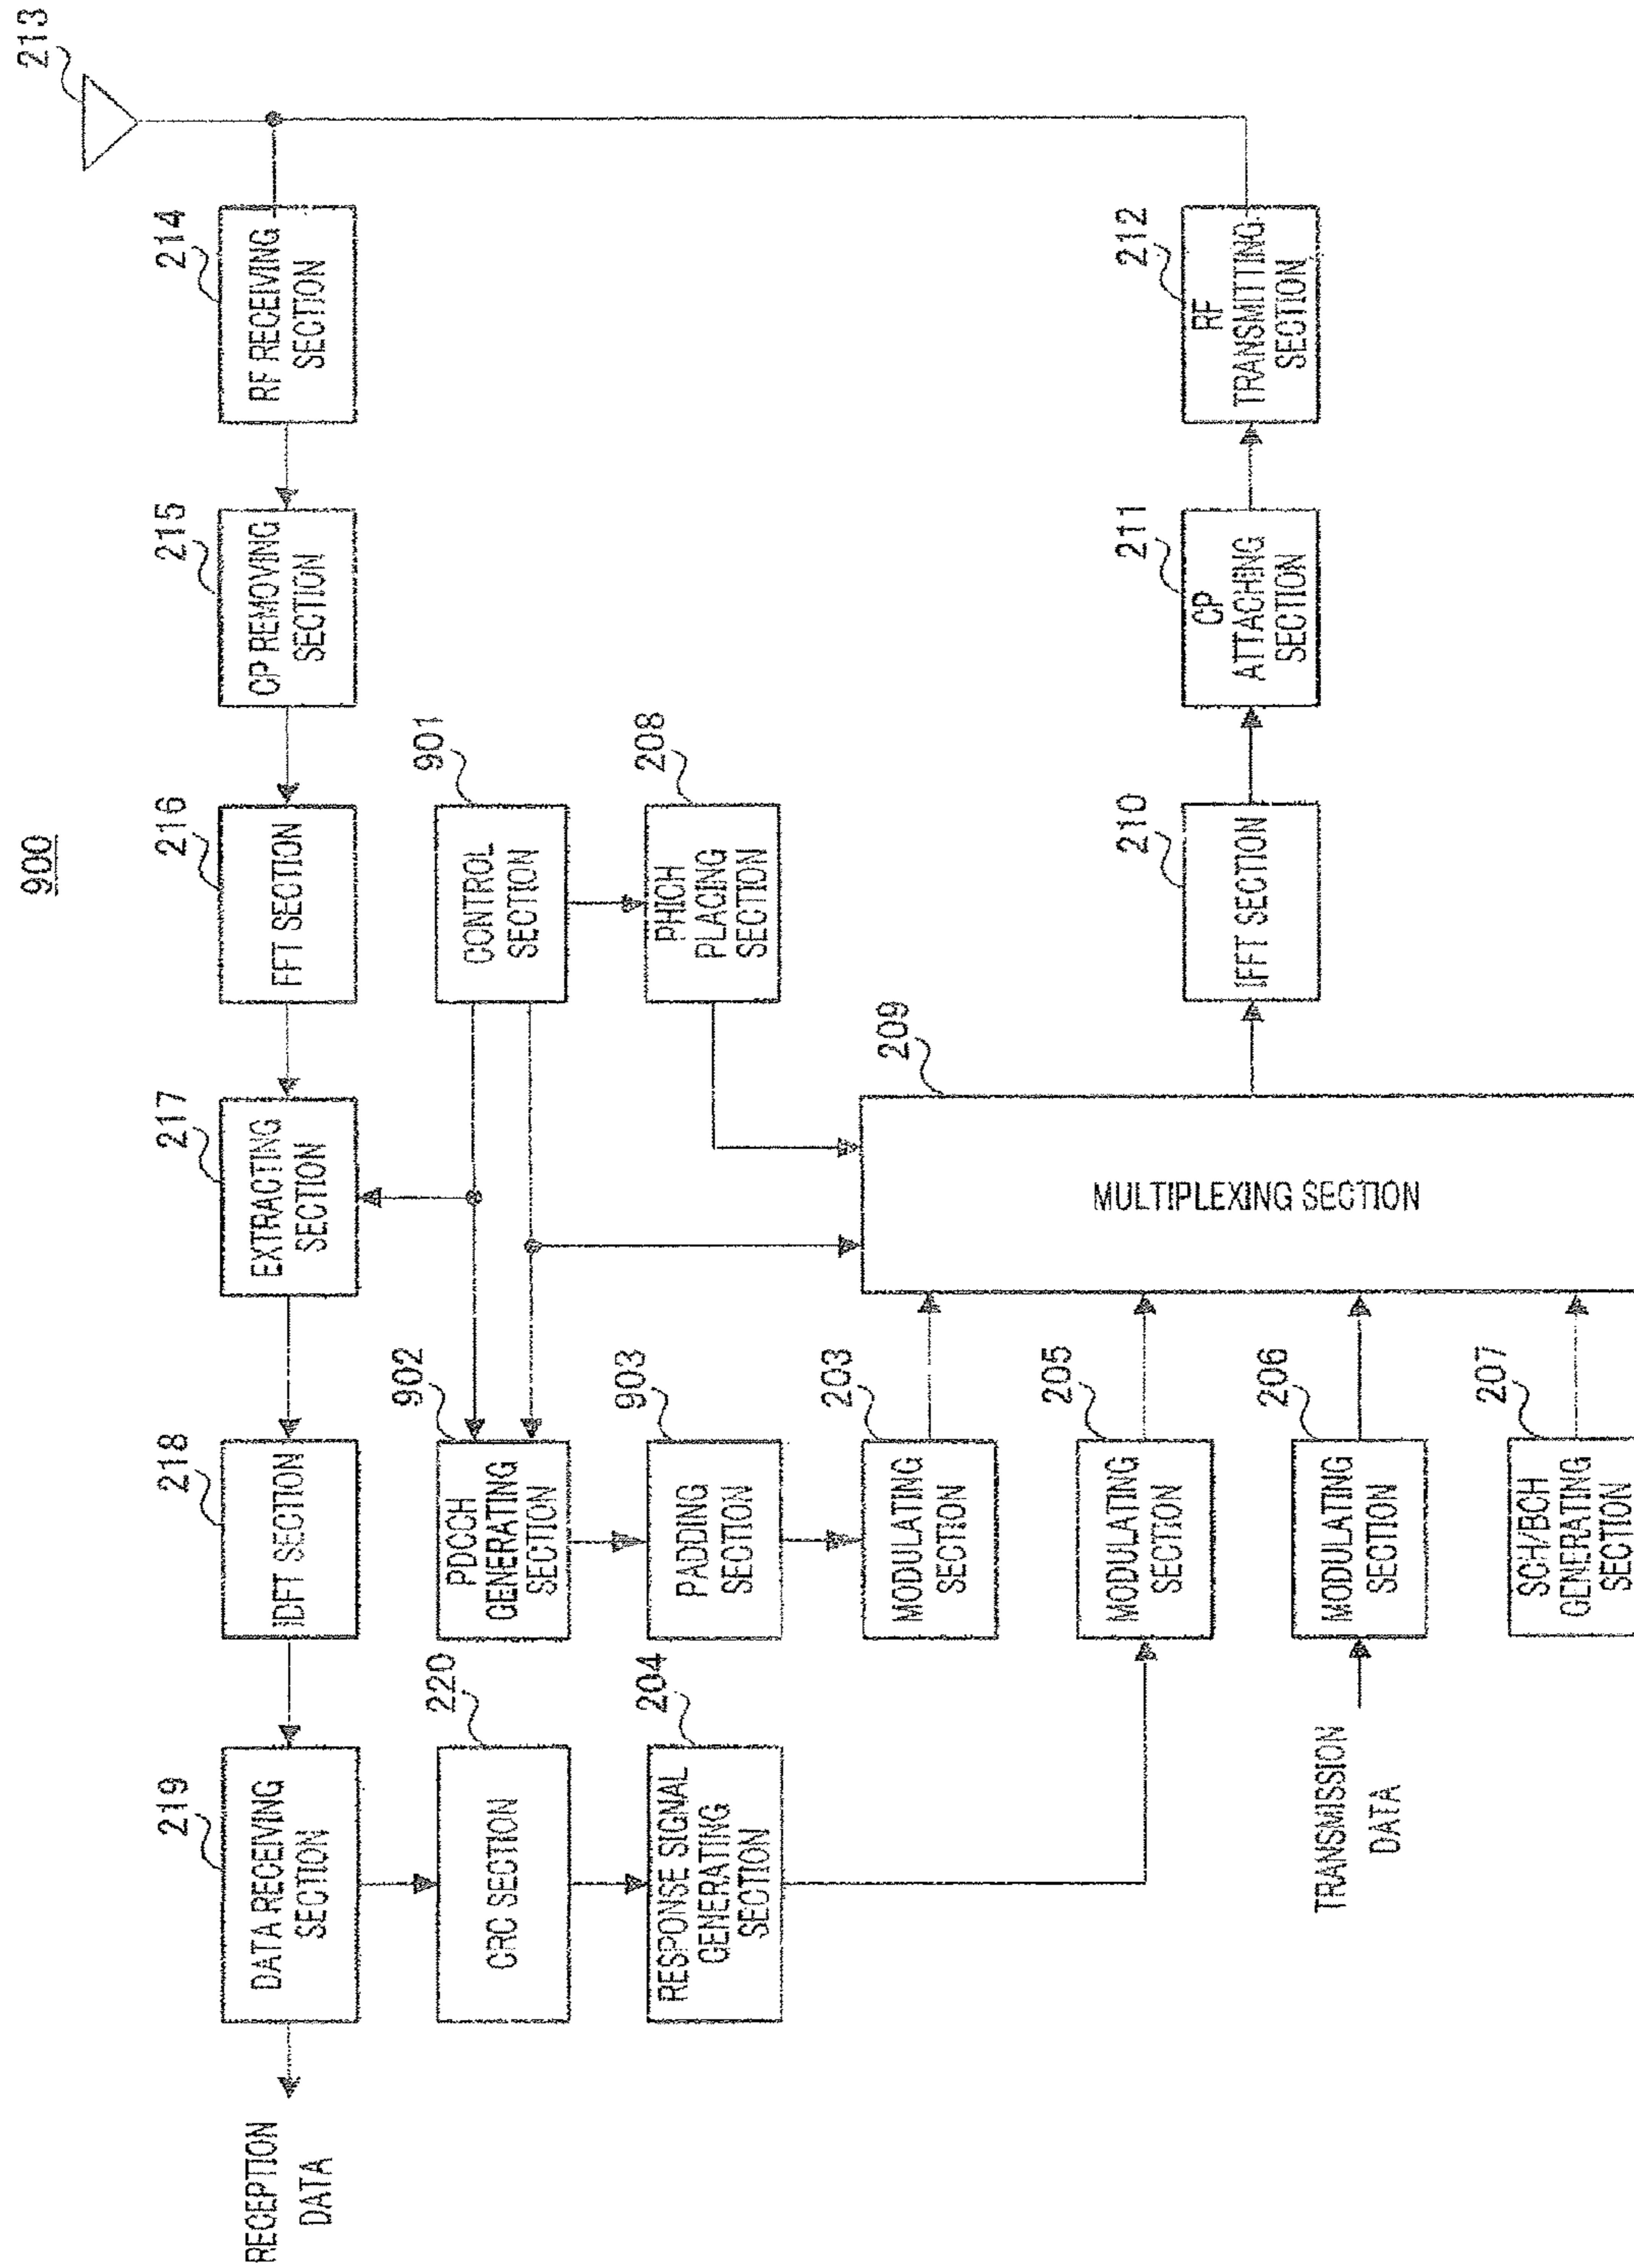 900
213
214
RF RECEIVING
SECTION
215
CP REMOVING
SECTION
216
FFT SECTION
217
EXTRACTING
SECTION
218
IDFT SECTION
219
DATA RECEIVING
SECTION
RECEPTION
DATA
901
CONTROL
SECTION
902
PDCCH
GENERATING
SECTION
220
CRC SECTION
208
PHICH
PLACING
SECTION
903
PADDING
SECTION
204
RESPONSE SIGNAL
GENERATING
SECTION
209
MULTIPLEXING SECTION
203
MODULATING
SECTION
205
MODULATING
SECTION
206
MODULATING
SECTION
TRANSMISSION
DATA
207
SCH/BCH
GENERATING
SECTION
210
IFFT SECTION
211
CP
ATTACHING
SECTION
212
RF
TRANSMITTING
SECTION